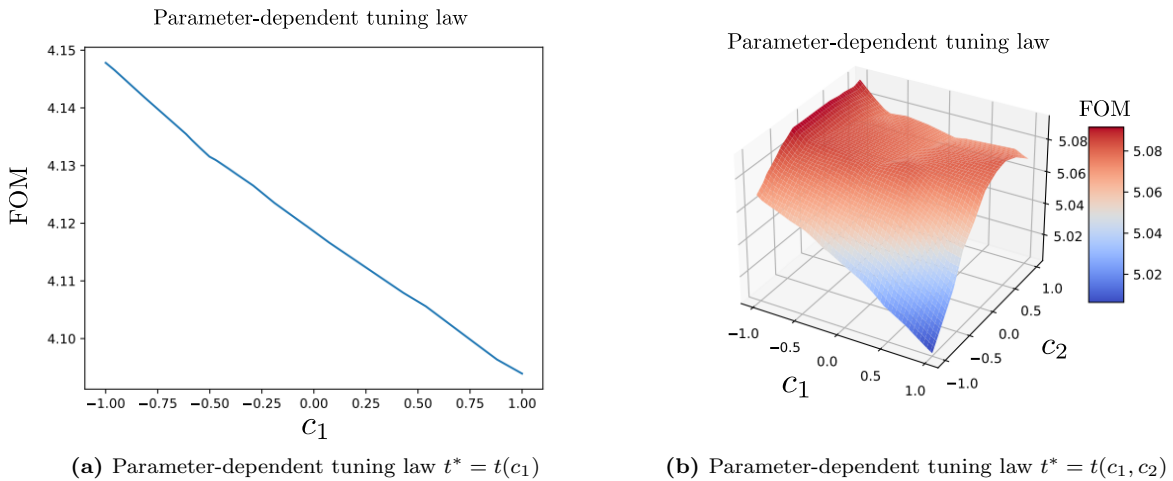 Parameter-dependent tuning law
4.15
4.14
4.13
4.12
4.11
4.10
FOM
−1.00 −0.75 −0.50 −0.25 0.00 0.25 0.50 0.75 1.00
c₁
(a) Parameter-dependent tuning law t* = t(c₁)
Parameter-dependent tuning law
FOM
5.08
5.06
5.04
5.02
5.08
5.06
5.04
5.02
−1.0 −0.5 0.0 0.5 1.0
c₁
−1.0 −0.5 0.0 0.5 1.0
c₂
(b) Parameter-dependent tuning law t* = t(c₁, c₂)